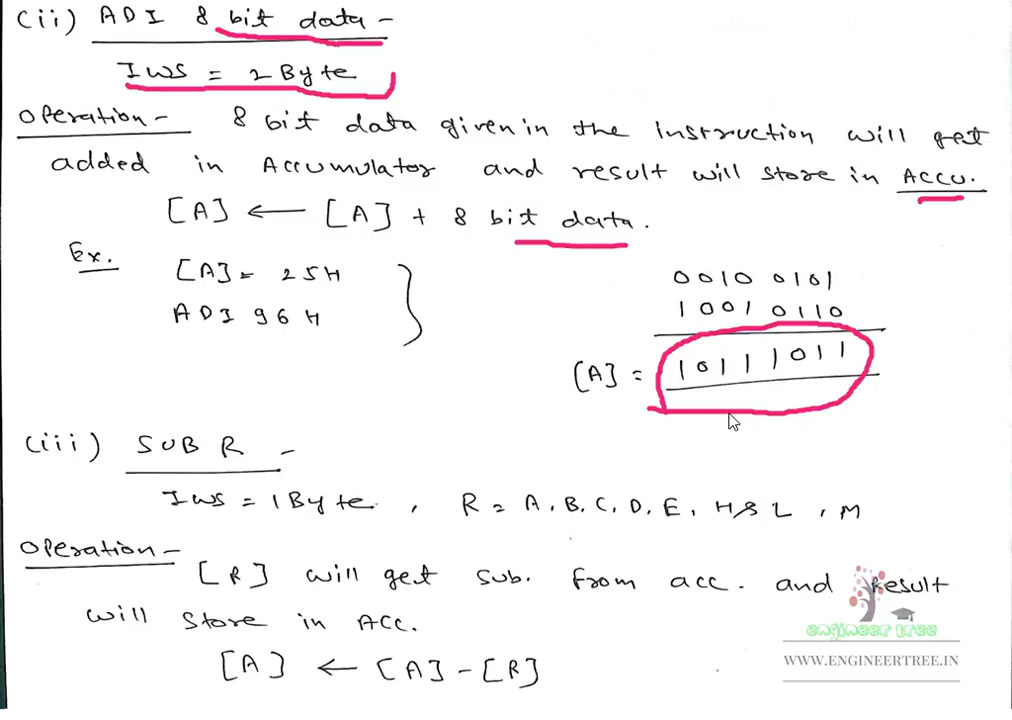 (ii) ADI 8 bit data -
IWS = 2 Byte
Operation - 8 bit data given in the instruction will get
added in Accumulator and result will store in Accu.
[A] ← [A] + 8 bit data.
Ex. [A] = 25H
ADI 96H
0010 0101
1001 0110
[A] = 1011 1011
(iii) SUB R -
IWS = 1 Byte , R = A, B, C, D, E, H & L , M
Operation -
[R] will get sub. from acc. and Result
will store in ACC.
[A] ← [A] - [R]
engineer tree
WWW.ENGINEERTREE.IN